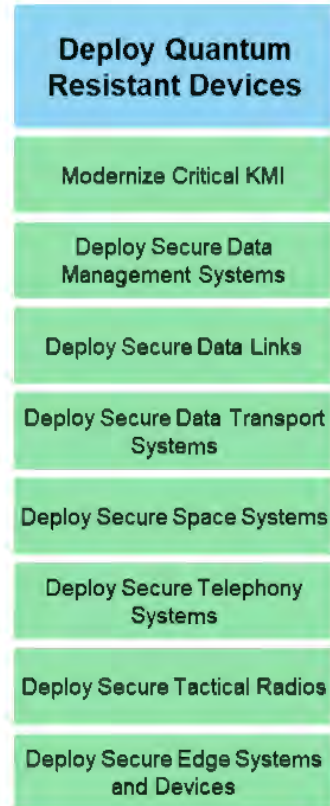 Deploy Quantum
Resistant Devices
Modernize Critical KMI
Deploy Secure Data
Management Systems
Deploy Secure Data Links
Deploy Secure Data Transport
Systems
Deploy Secure Space Systems
Deploy Secure Telephony
Systems
Deploy Secure Tactical Radios
Deploy Secure Edge Systems
and Devices